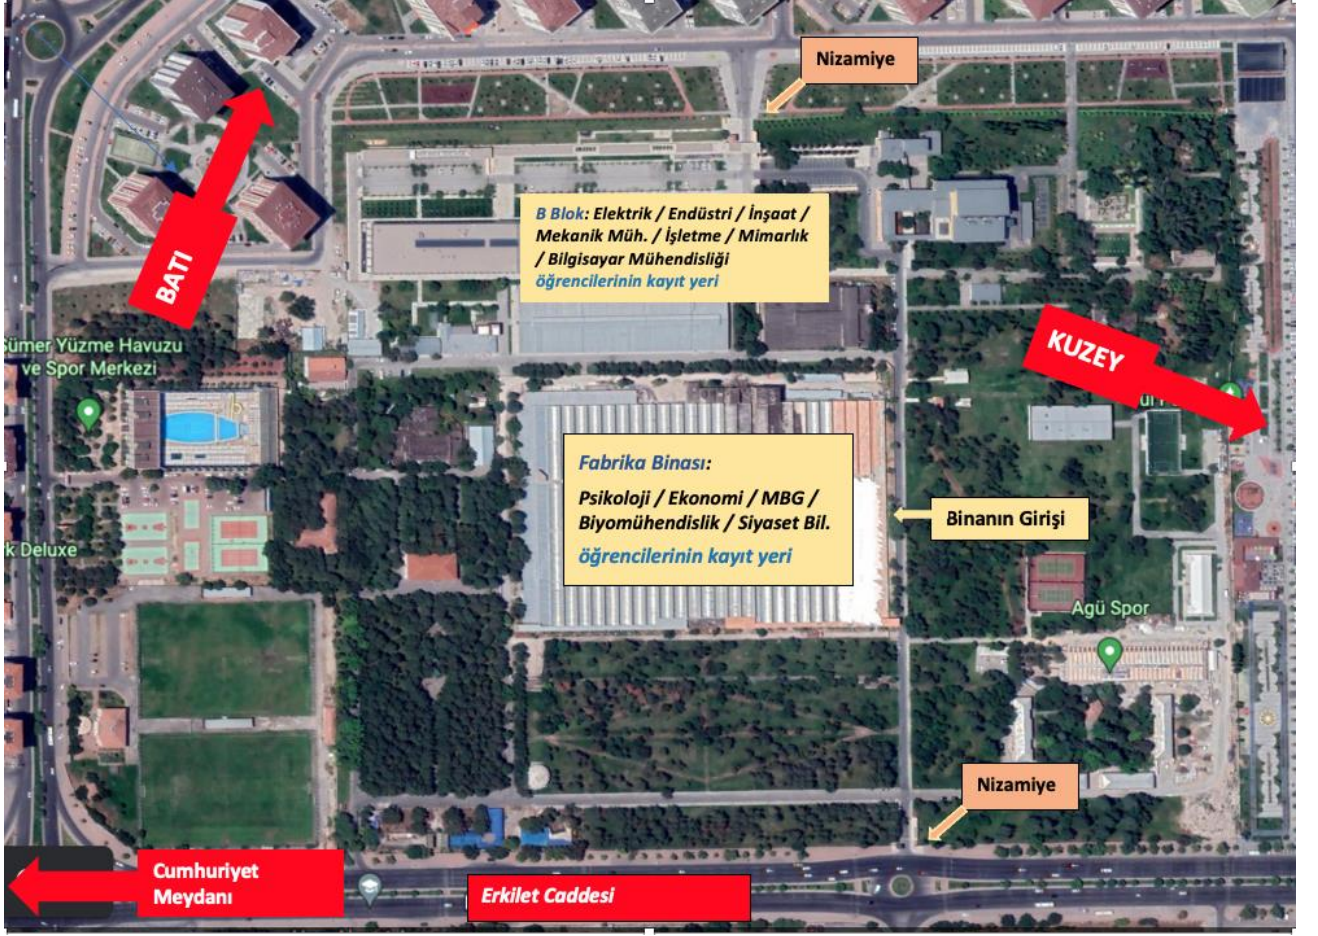 Nizamiye
BATI
B Blok: Elektrik / Endüstri / İnşaat /
Mekanik Müh. / İşletme / Mimarlık
/ Bilgisayar Mühendisliği
öğrencilerinin kayıt yeri
KUZEY
Sümer Yüzme Havuzu
ve Spor Merkezi
Fabrika Binası:
Psikoloji / Ekonomi / MBG /
Biyomühendislik / Siyaset Bil.
öğrencilerinin kayıt yeri
Binanın Girişi
k Deluxe
Agü Spor
Nizamiye
Cumhuriyet
Meydanı
Erkilet Caddesi